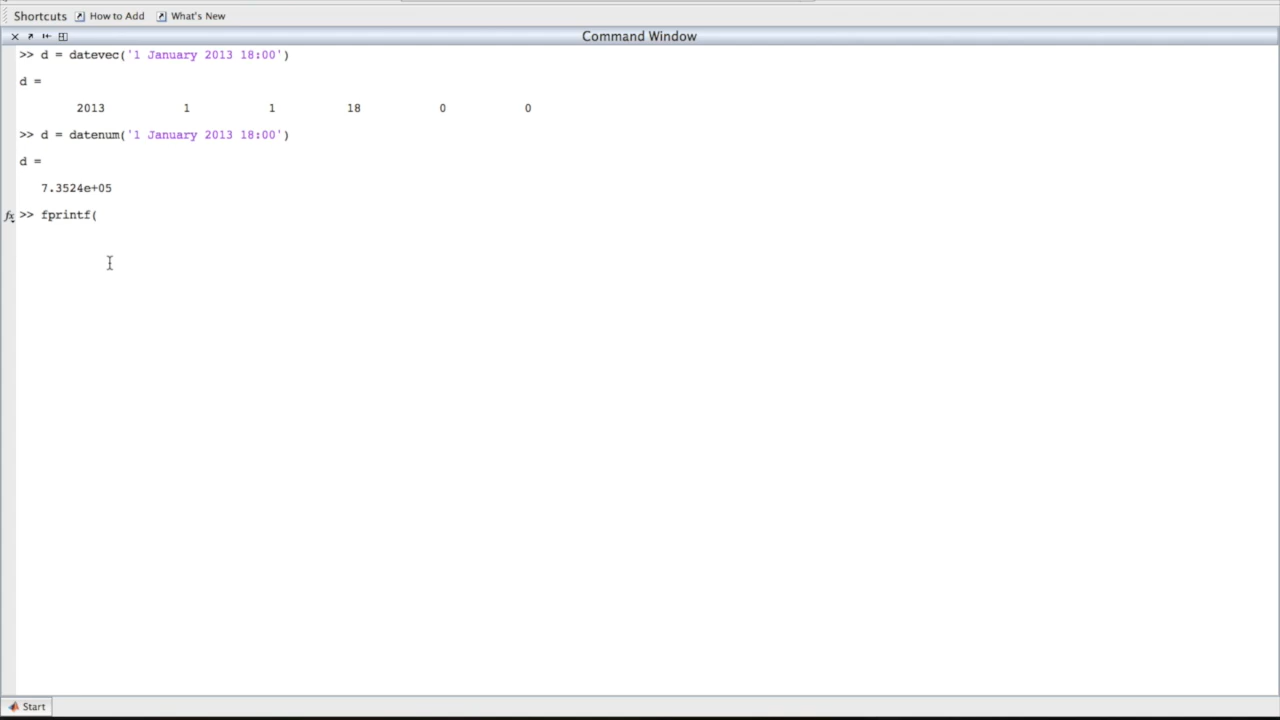 Shortcuts How to Add What's New
Command Window
>> d = datevec('1 January 2013 18:00')
d =
2013 1 1 18 0 0
>> d = datenum('1 January 2013 18:00')
d =
7.3524e+05
fx >> fprintf(
Start